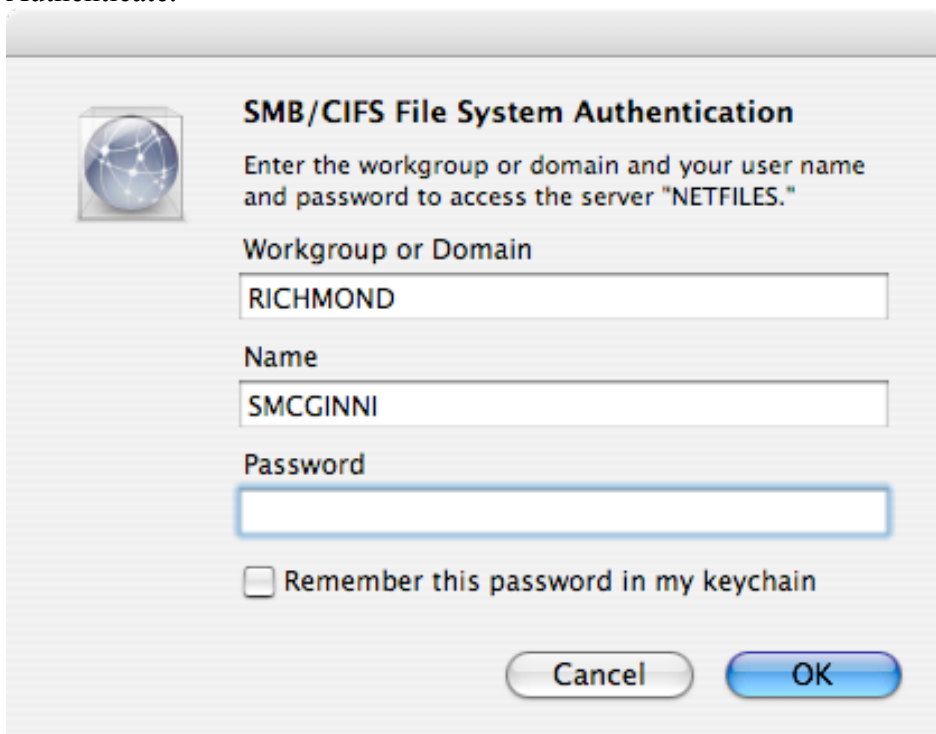 Authenticate.
SMB/CIFS File System Authentication
Enter the workgroup or domain and your user name
and password to access the server "NETFILES."
Workgroup or Domain
RICHMOND
Name
SMCGINNI
Password
Remember this password in my keychain
Cancel OK